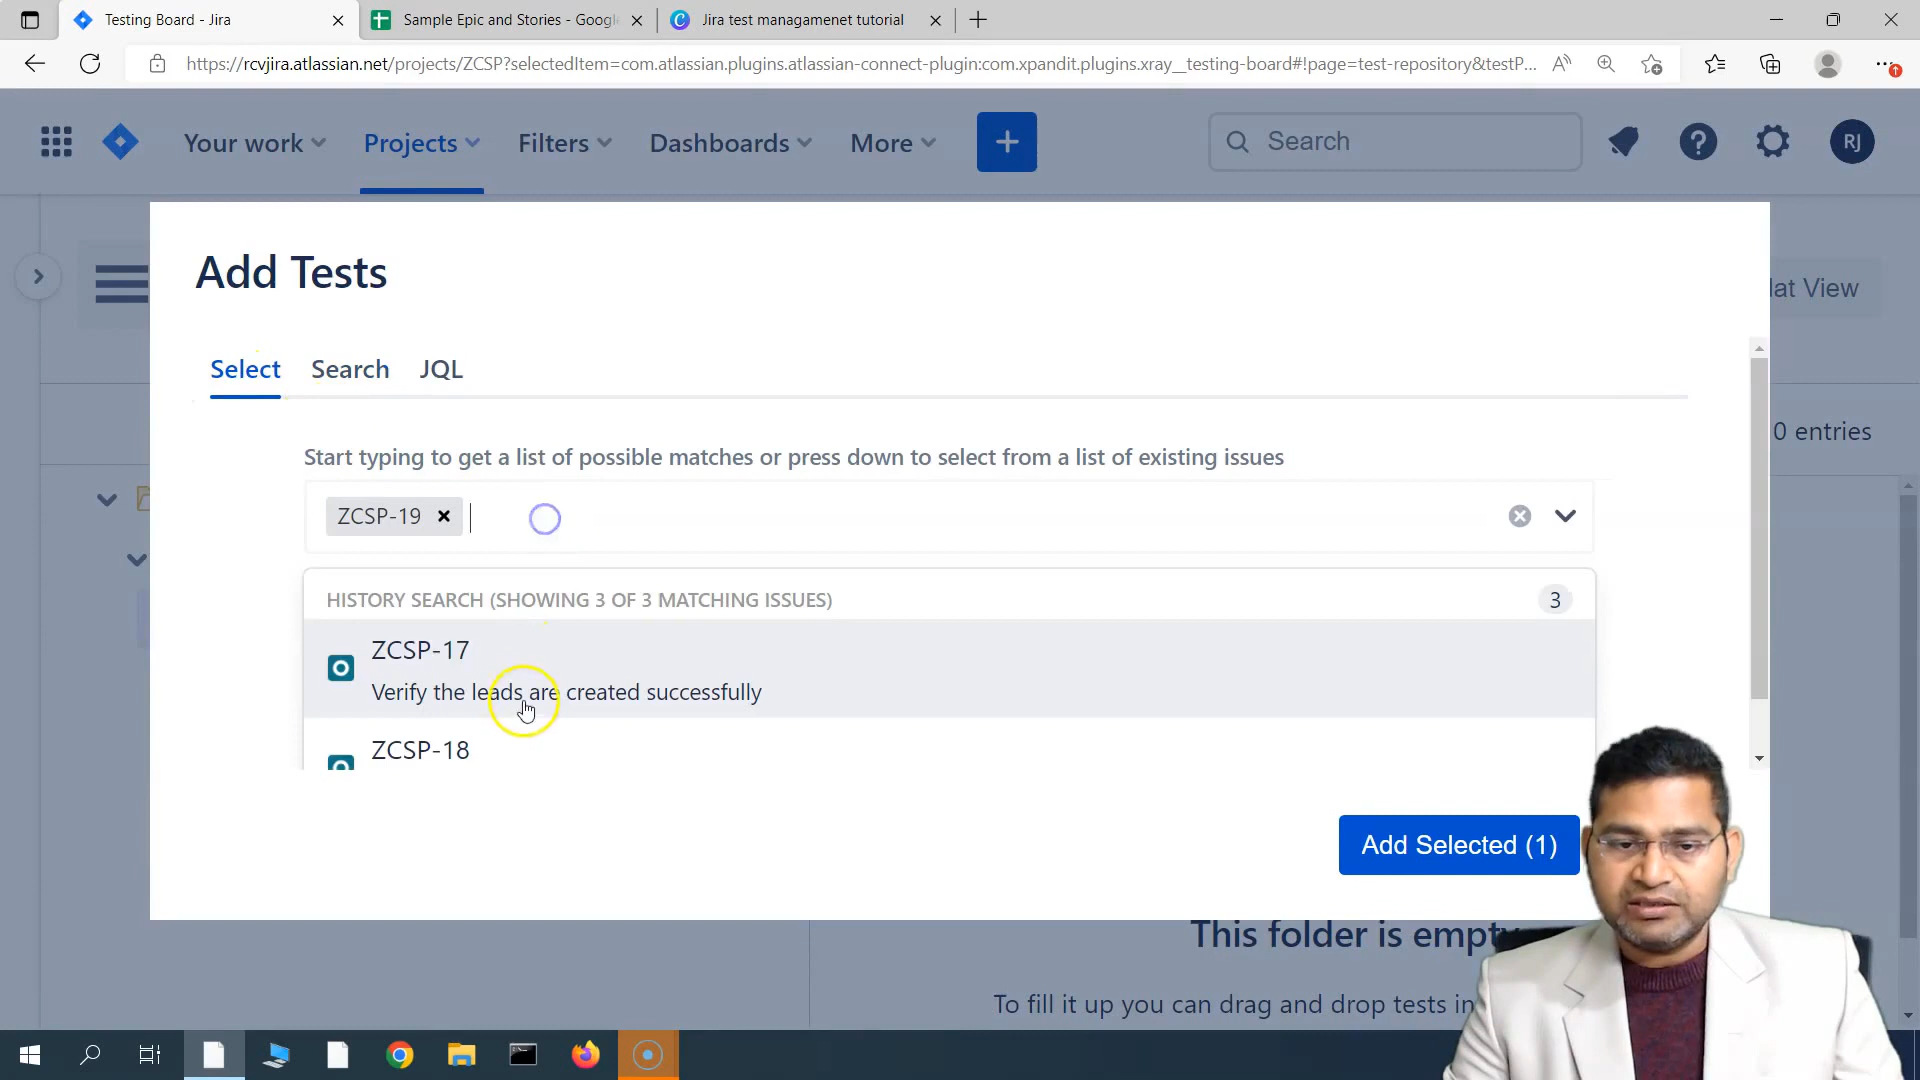 Testing Board - Jira
Sample Epic and Stories - Googl
Jira test managamenet tutorial
https://rcvjira.atlassian.net/projects/ZCSP?selectedItem=com.atlassian.plugins.atlassian-connect-plugin:com.xpandit.plugins.xray__testing-board#!page=test-repository&testP...
Your work
Projects
Filters
Dashboards
More
Search
RJ
Add Tests
lat View
Select
Search
JQL
0 entries
Start typing to get a list of possible matches or press down to select from a list of existing issues
ZCSP-19
HISTORY SEARCH (SHOWING 3 OF 3 MATCHING ISSUES)
3
ZCSP-17
Verify the leads are created successfully
ZCSP-18
Add Selected (1)
This folder is empty
To fill it up you can drag and drop tests in